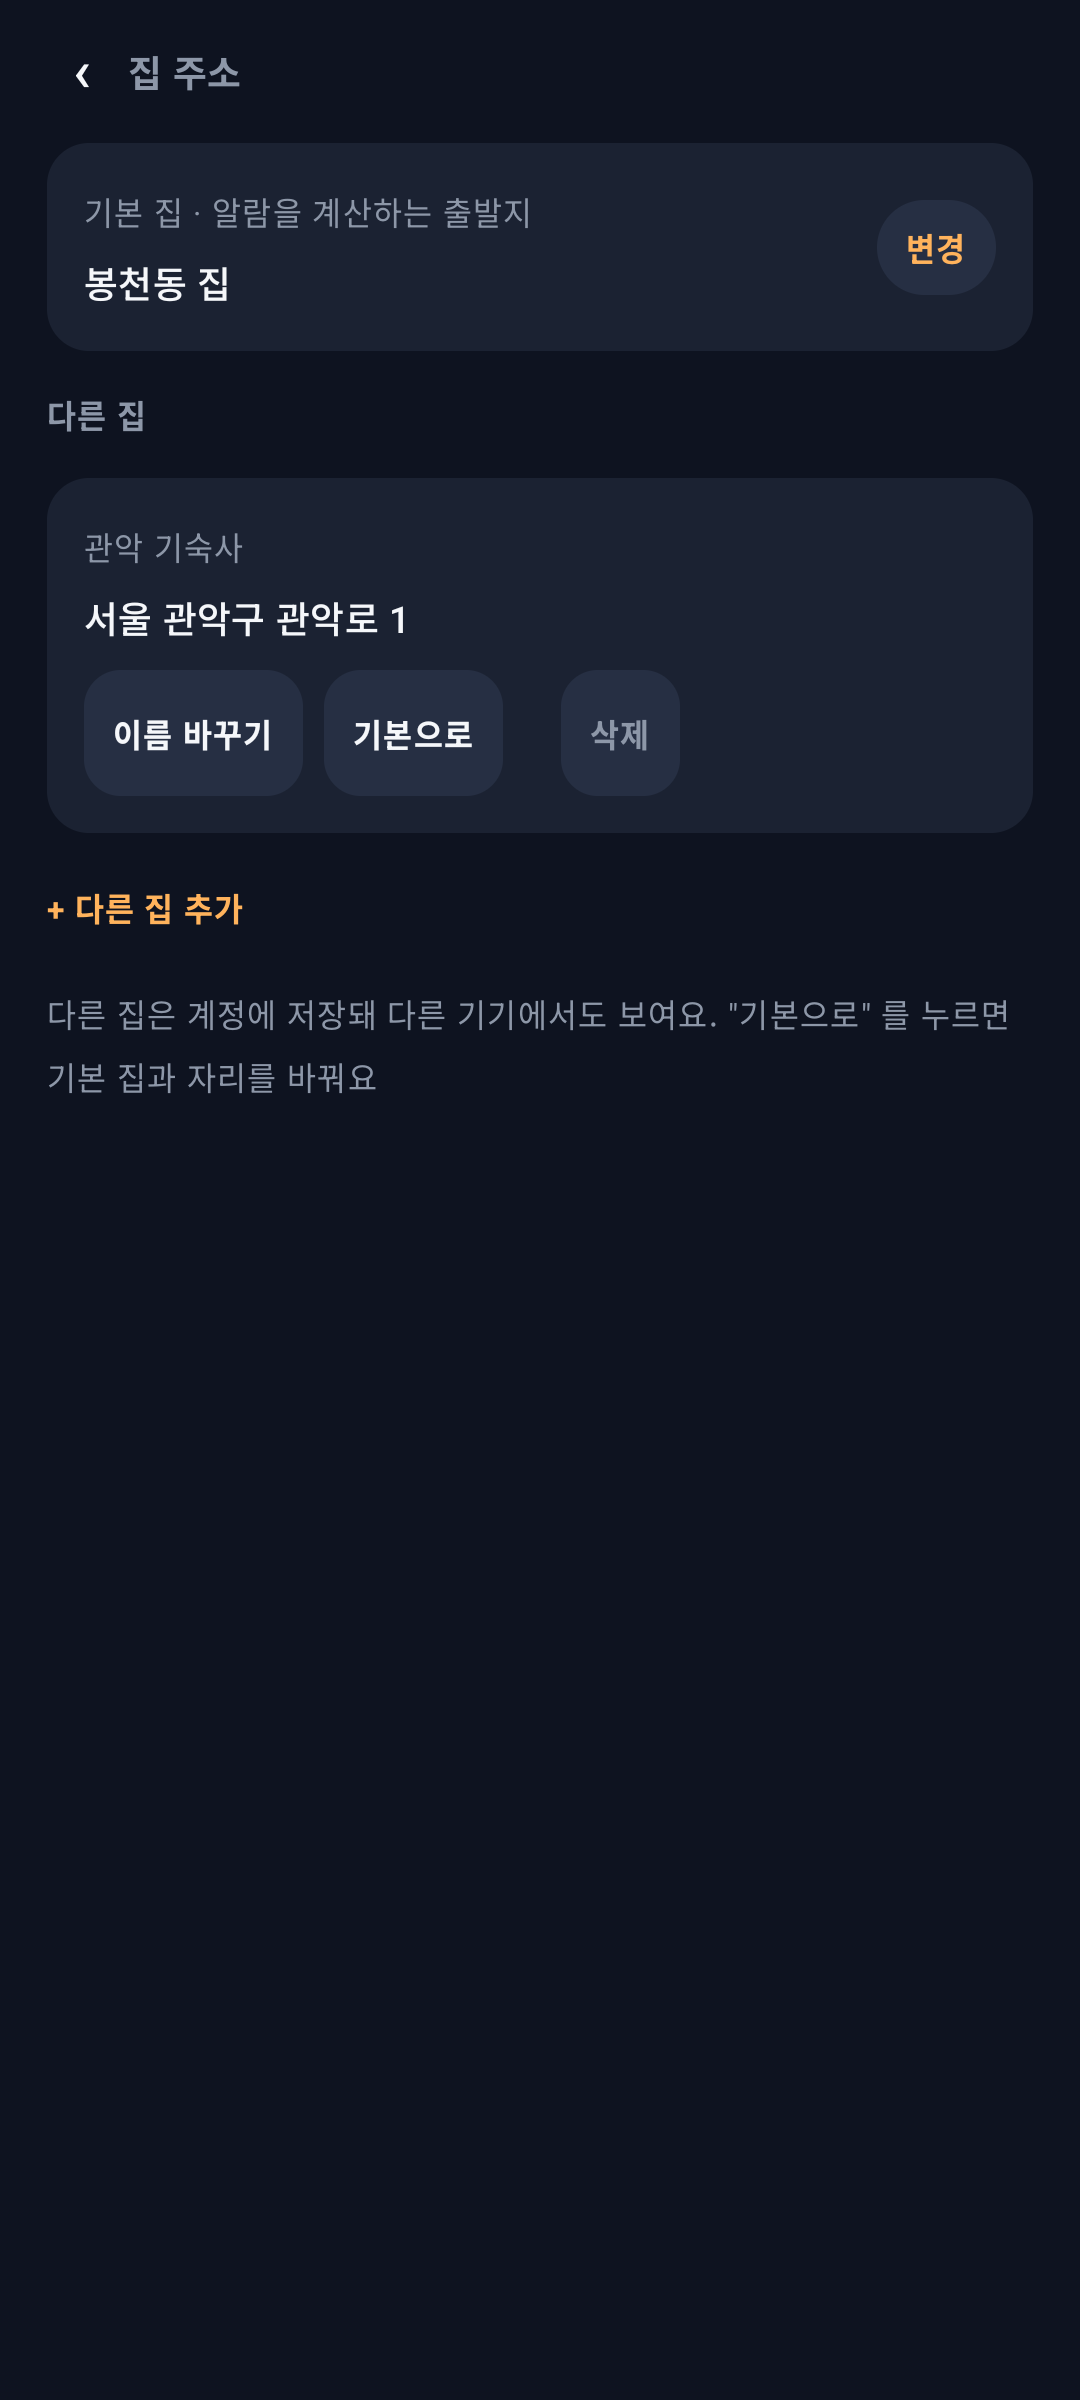 ‹ 집 주소
기본 집 · 알람을 계산하는 출발지
봉천동 집
변경
다른 집
관악 기숙사
서울 관악구 관악로 1
이름 바꾸기 기본으로 삭제
+ 다른 집 추가
다른 집은 계정에 저장돼 다른 기기에서도 보여요. "기본으로" 를 누르면
기본 집과 자리를 바꿔요